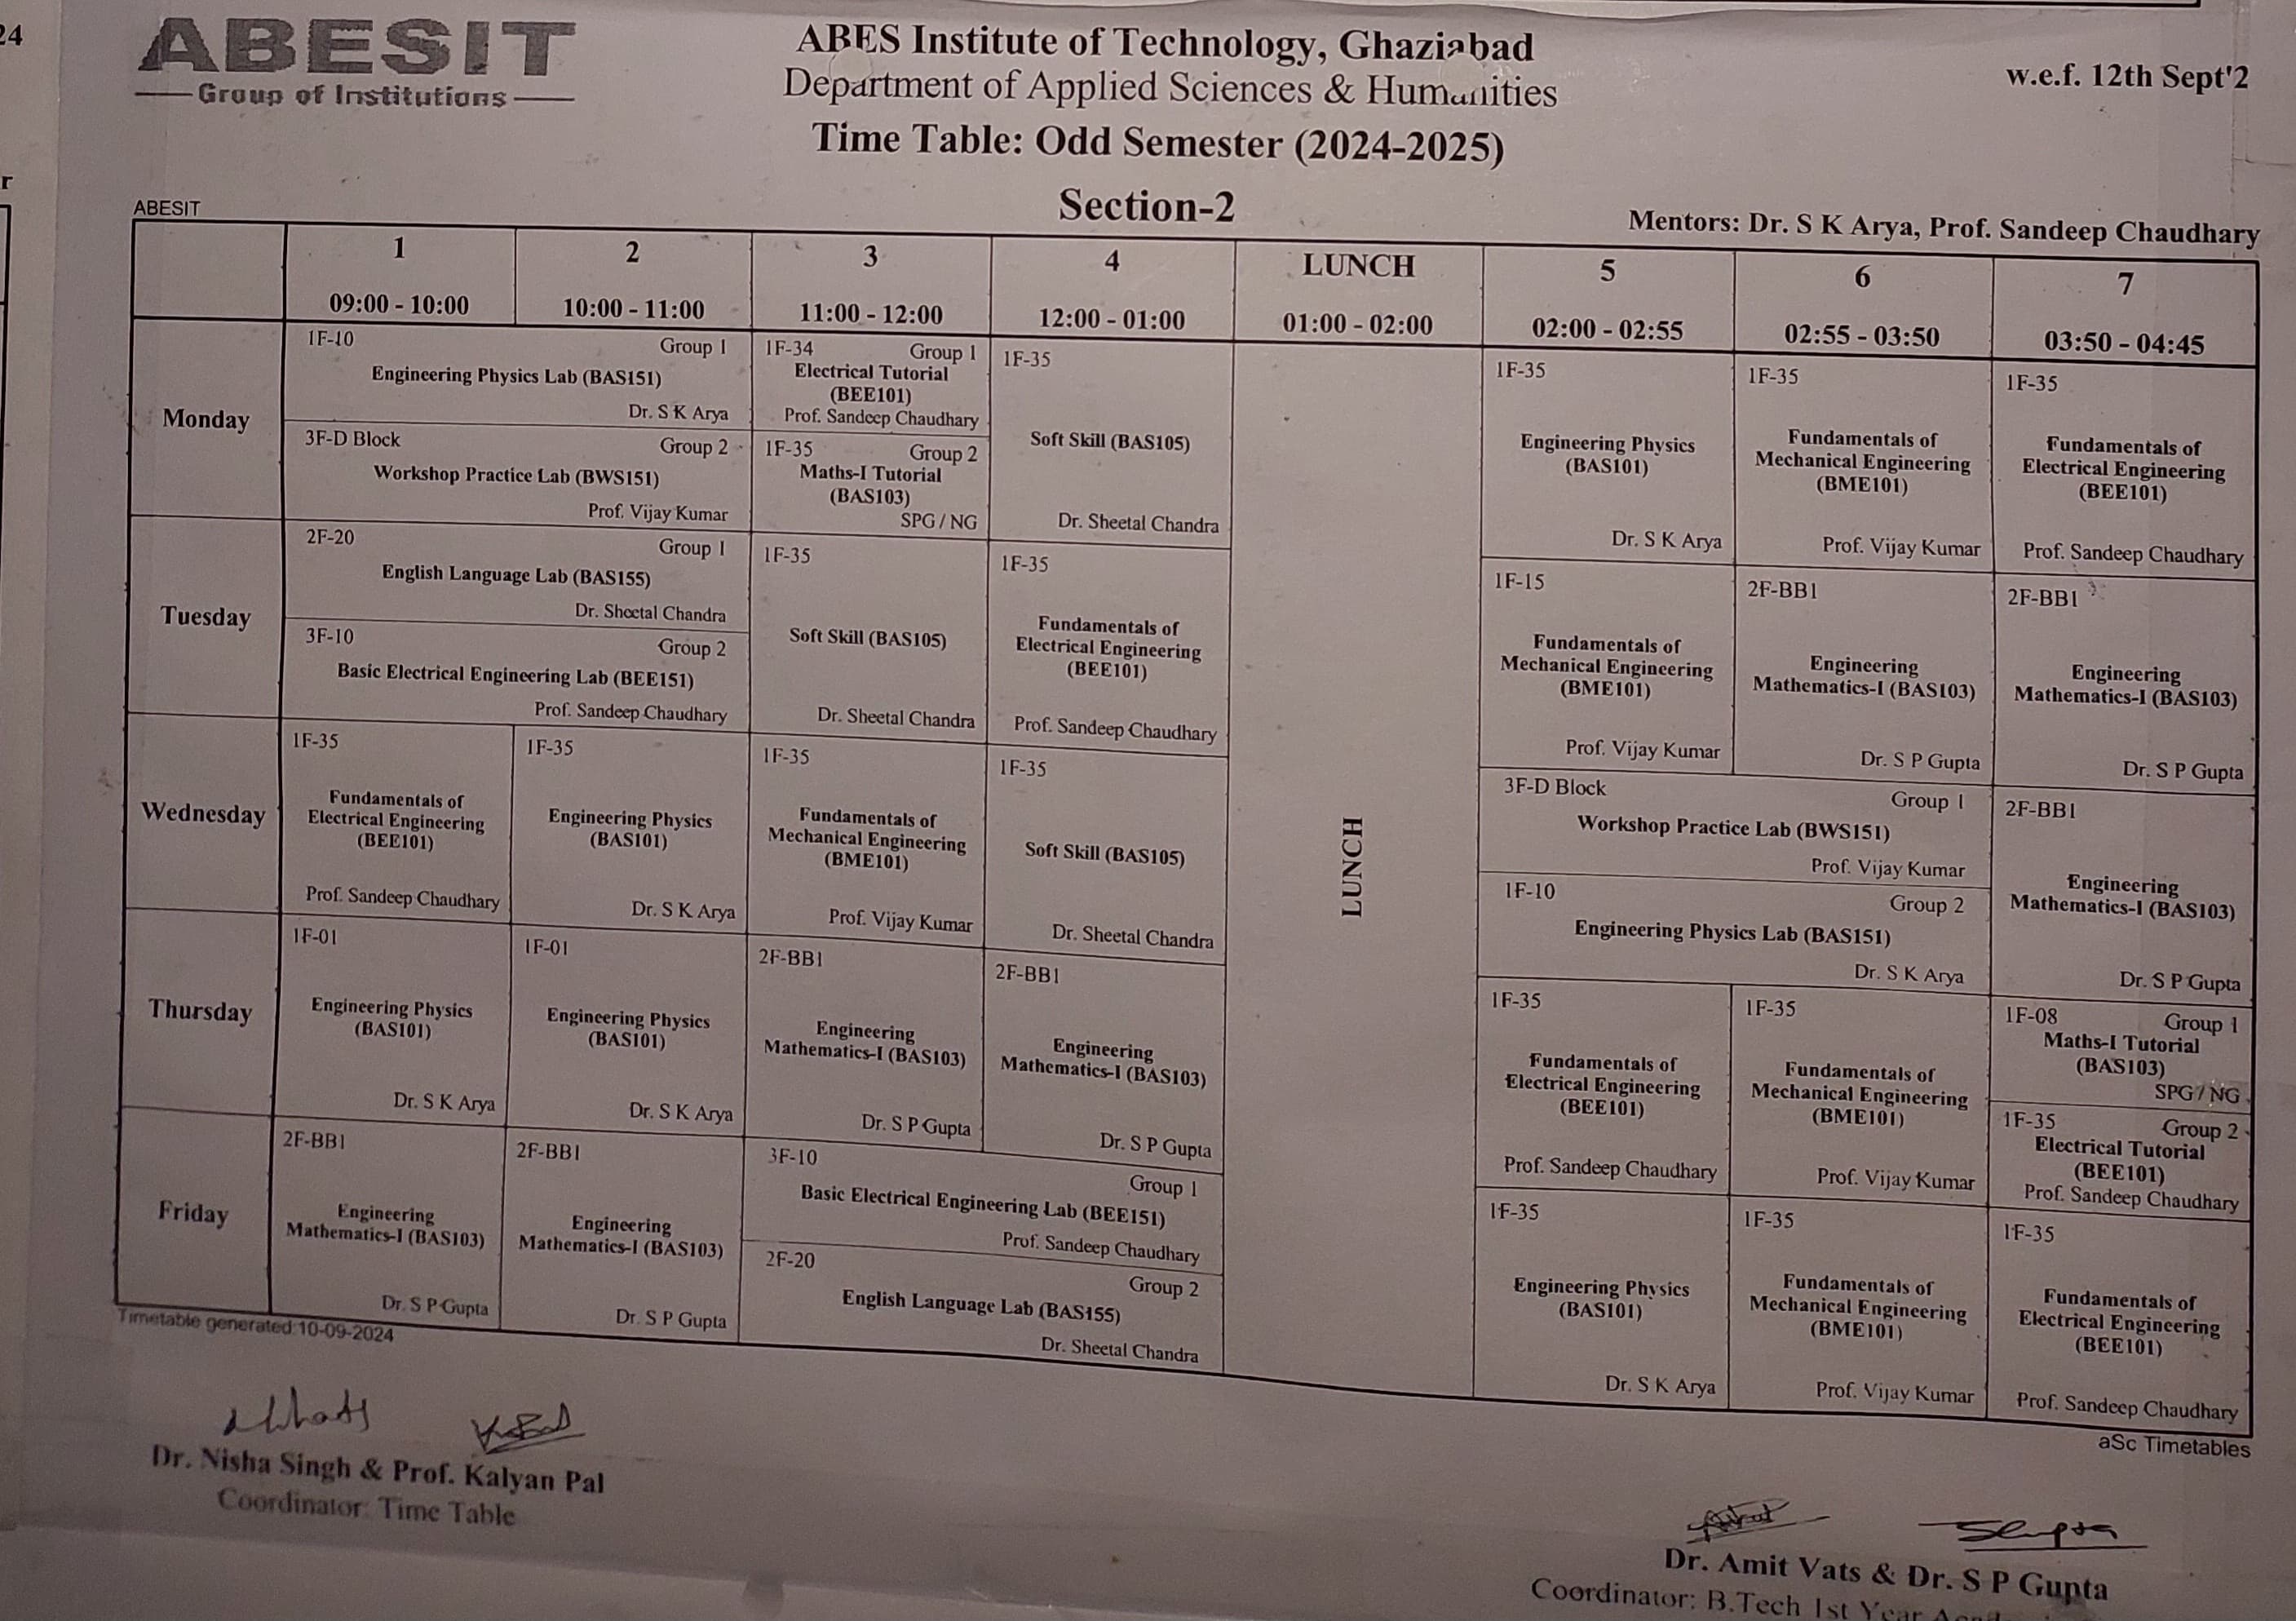 24
r
ABESIT
Group of Institutions
ABES Institute of Technology, Ghaziabad
Department of Applied Sciences & Humanities
w.e.f. 12th Sept'2
Time Table: Odd Semester (2024-2025)
ABESIT
Section-2
Mentors: Dr. S K Arya, Prof. Sandeep Chaudhary
1
2
3
4
LUNCH
5
6
7
09:00 - 10:00
10:00 - 11:00
11:00 - 12:00
12:00 - 01:00
01:00 - 02:00
02:00 - 02:55
02:55 - 03:50
03:50 - 04:45
Monday
1F-10 Group 1
Engineering Physics Lab (BAS151)
Dr. S K Arya
3F-D Block Group 2
Workshop Practice Lab (BWS151)
Prof. Vijay Kumar
1F-34 Group 1
Electrical Tutorial
(BEE101)
Prof. Sandeep Chaudhary
1F-35 Group 2
Maths-I Tutorial
(BAS103)
SPG / NG
1F-35
Soft Skill (BAS105)
Dr. Sheetal Chandra
1F-35
Engineering Physics
(BAS101)
Dr. S K Arya
1F-35
Fundamentals of
Mechanical Engineering
(BME101)
Prof. Vijay Kumar
1F-35
Fundamentals of
Electrical Engineering
(BEE101)
Prof. Sandeep Chaudhary
Tuesday
2F-20 Group 1
English Language Lab (BAS155)
Dr. Sheetal Chandra
3F-10 Group 2
Basic Electrical Engineering Lab (BEE151)
Prof. Sandeep Chaudhary
1F-35
Soft Skill (BAS105)
Dr. Sheetal Chandra
1F-35
Fundamentals of
Electrical Engineering
(BEE101)
Prof. Sandeep Chaudhary
1F-15
Fundamentals of
Mechanical Engineering
(BME101)
Prof. Vijay Kumar
2F-BB1
Engineering
Mathematics-I (BAS103)
Dr. S P Gupta
2F-BB1
Engineering
Mathematics-I (BAS103)
Dr. S P Gupta
Wednesday
1F-35
Fundamentals of
Electrical Engineering
(BEE101)
Prof. Sandeep Chaudhary
1F-35
Engineering Physics
(BAS101)
Dr. S K Arya
1F-35
Fundamentals of
Mechanical Engineering
(BME101)
Prof. Vijay Kumar
1F-35
Soft Skill (BAS105)
Dr. Sheetal Chandra
LUNCH
3F-D Block Group 1
Workshop Practice Lab (BWS151)
Prof. Vijay Kumar
1F-10 Group 2
Engineering Physics Lab (BAS151)
Dr. S K Arya
2F-BB1
Engineering
Mathematics-I (BAS103)
Dr. S P Gupta
Thursday
1F-01
Engineering Physics
(BAS101)
Dr. S K Arya
1F-01
Engineering Physics
(BAS101)
Dr. S K Arya
2F-BB1
Engineering
Mathematics-I (BAS103)
Dr. S P Gupta
2F-BB1
Engineering
Mathematics-I (BAS103)
Dr. S P Gupta
1F-35
Fundamentals of
Electrical Engineering
(BEE101)
Prof. Sandeep Chaudhary
1F-35
Fundamentals of
Mechanical Engineering
(BME101)
Prof. Vijay Kumar
1F-08 Group 1
Maths-I Tutorial
(BAS103)
SPG / NG
1F-35 Group 2
Electrical Tutorial
(BEE101)
Prof. Sandeep Chaudhary
Friday
2F-BB1
Engineering
Mathematics-I (BAS103)
Dr. S P Gupta
2F-BB1
Engineering
Mathematics-I (BAS103)
Dr. S P Gupta
3F-10 Group 1
Basic Electrical Engineering Lab (BEE151)
Prof. Sandeep Chaudhary
2F-20 Group 2
English Language Lab (BAS155)
Dr. Sheetal Chandra
1F-35
Engineering Physics
(BAS101)
Dr. S K Arya
1F-35
Fundamentals of
Mechanical Engineering
(BME101)
Prof. Vijay Kumar
1F-35
Fundamentals of
Electrical Engineering
(BEE101)
Prof. Sandeep Chaudhary
Timetable generated:10-09-2024
aSc Timetables
Dr. Nisha Singh & Prof. Kalyan Pal
Coordinator: Time Table
Dr. Amit Vats & Dr. S P Gupta
Coordinator: B.Tech 1st Year